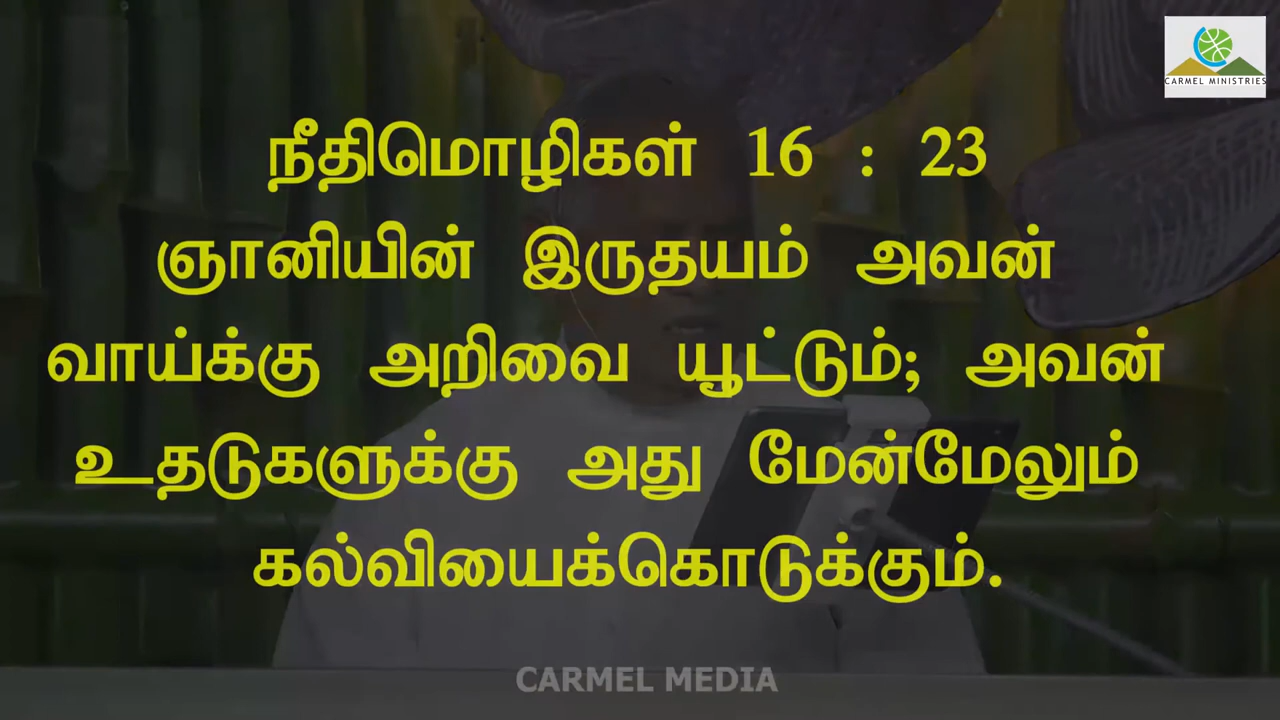 CARMEL MINISTRIES
நீதிமொழிகள் 16 : 23
ஞானியின் இருதயம் அவன்
வாய்க்கு அறிவை யூட்டும்; அவன்
உதடுகளுக்கு அது மேன்மேலும்
கல்வியைக்கொடுக்கும்.
CARMEL MEDIA